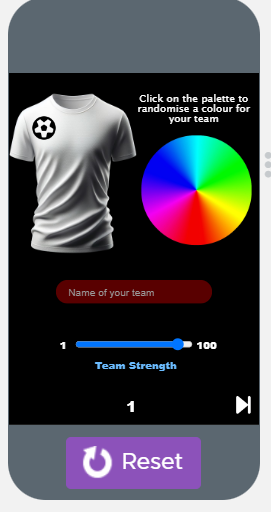 Click on the palette to
randomise a colour for
your team
Name of your team
1 100
Team Strength
1
Reset